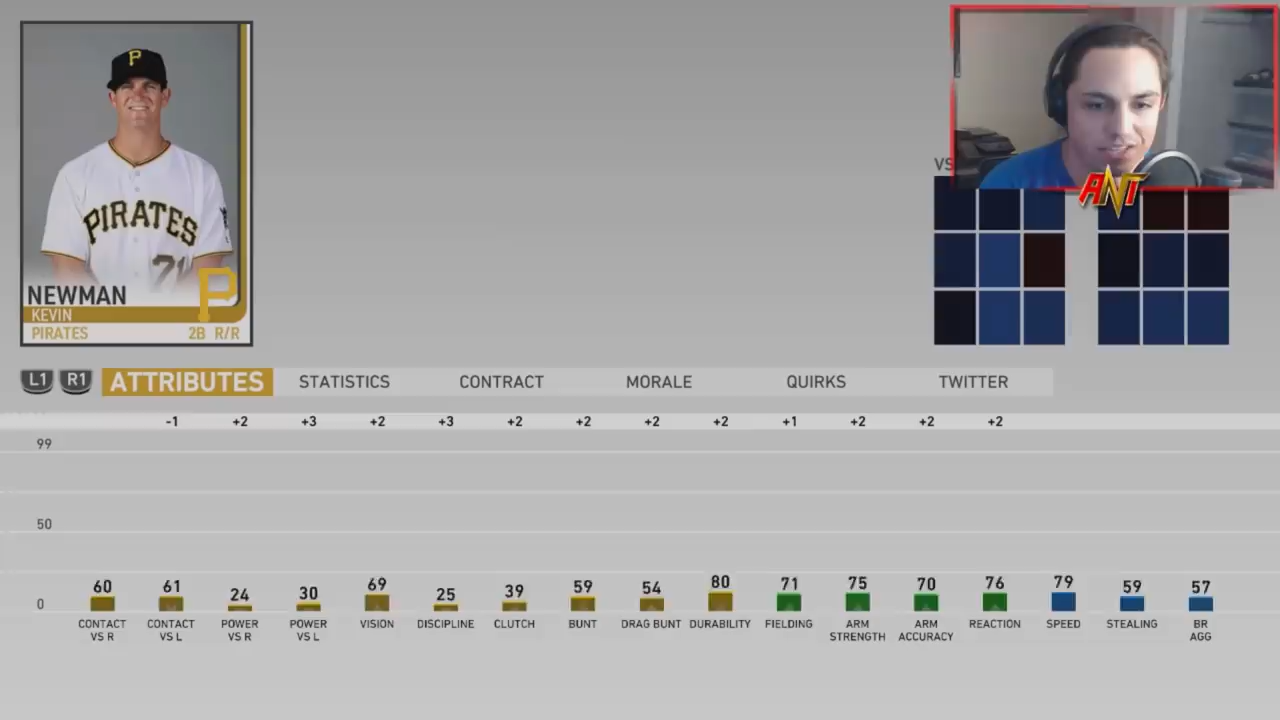 P
PIRATES
71
NEWMAN
KEVIN
P
PIRATES 2B R/R
VS
ANT
L1 R1 ATTRIBUTES STATISTICS CONTRACT MORALE QUIRKS TWITTER
-1 +2 +3 +2 +3 +2 +2 +2 +2 +1 +2 +2 +2
99
50
0
60 61 24 30 69 25 39 59 54 80 71 75 70 76 79 59 57
CONTACT VS R CONTACT VS L POWER VS R POWER VS L VISION DISCIPLINE CLUTCH BUNT DRAG BUNT DURABILITY FIELDING ARM STRENGTH ARM ACCURACY REACTION SPEED STEALING BR AGG